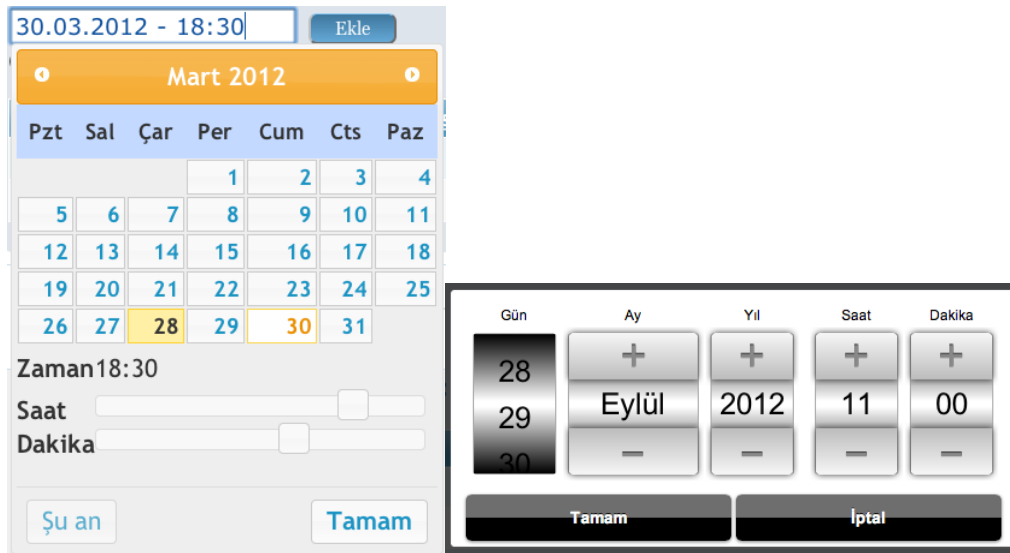 30.03.2012 - 18:30 Ekle
Mart 2012
Pzt Sal Çar Per Cum Cts Paz
1 2 3 4
5 6 7 8 9 10 11
12 13 14 15 16 17 18
19 20 21 22 23 24 25
26 27 28 29 30 31
Zaman18:30
Saat
Dakika
Şu an Tamam
Gün Ay Yıl Saat Dakika
28
29 Eylül 2012 11 00
30
Tamam İptal